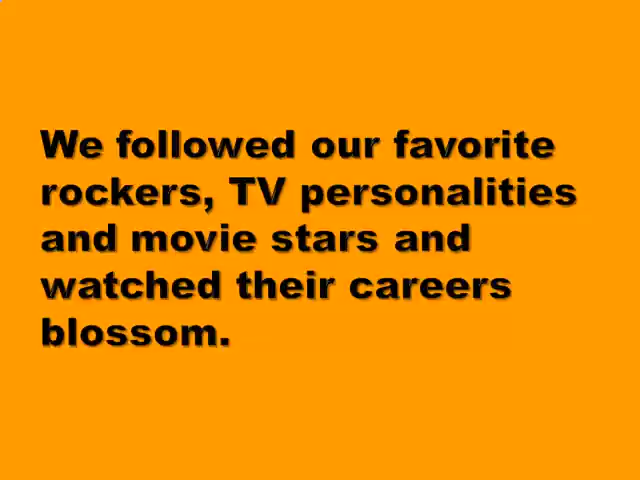 We followed our favorite
rockers, TV personalities
and movie stars and
watched their careers
blossom.